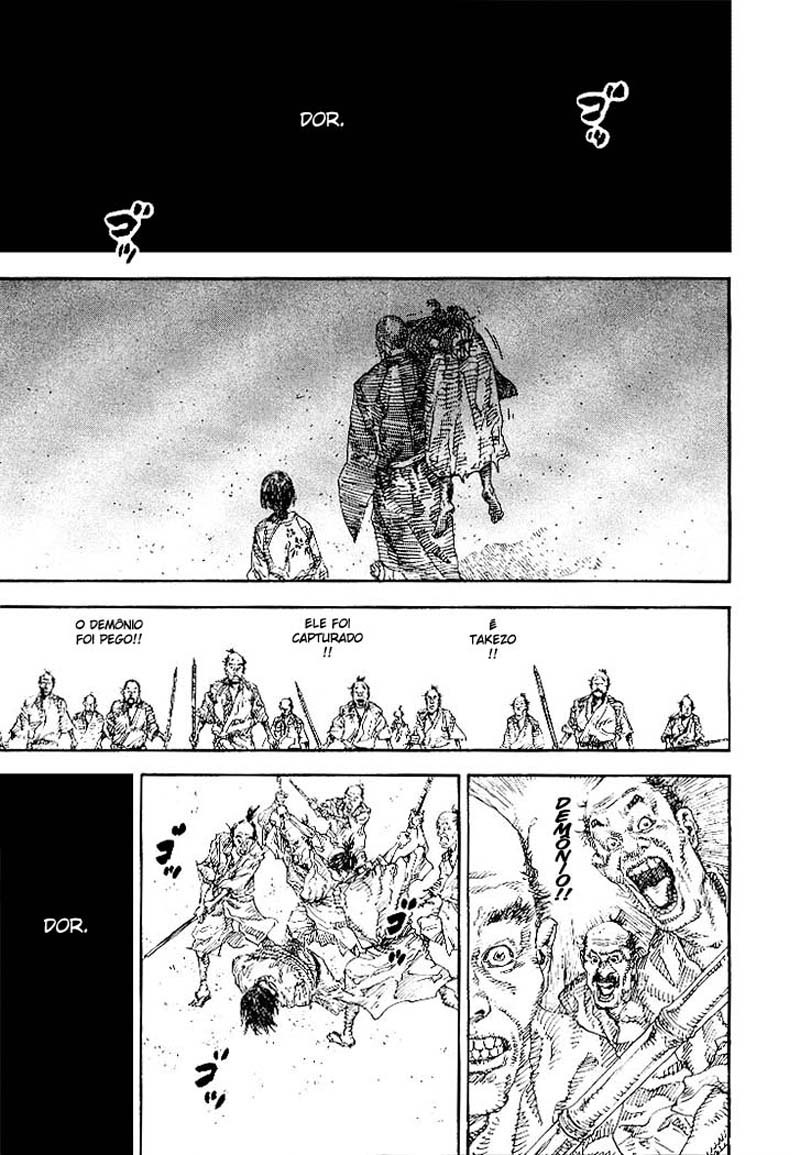 DOR.
ゴッ
ゴッ
É
TAKEZO
!!
ELE FOI
CAPTURADO
!!
O DEMÔNIO
FOI PEGO!!
DEMÔNIO!!
ゴッ
ゴッ
ゴッ
DOR.